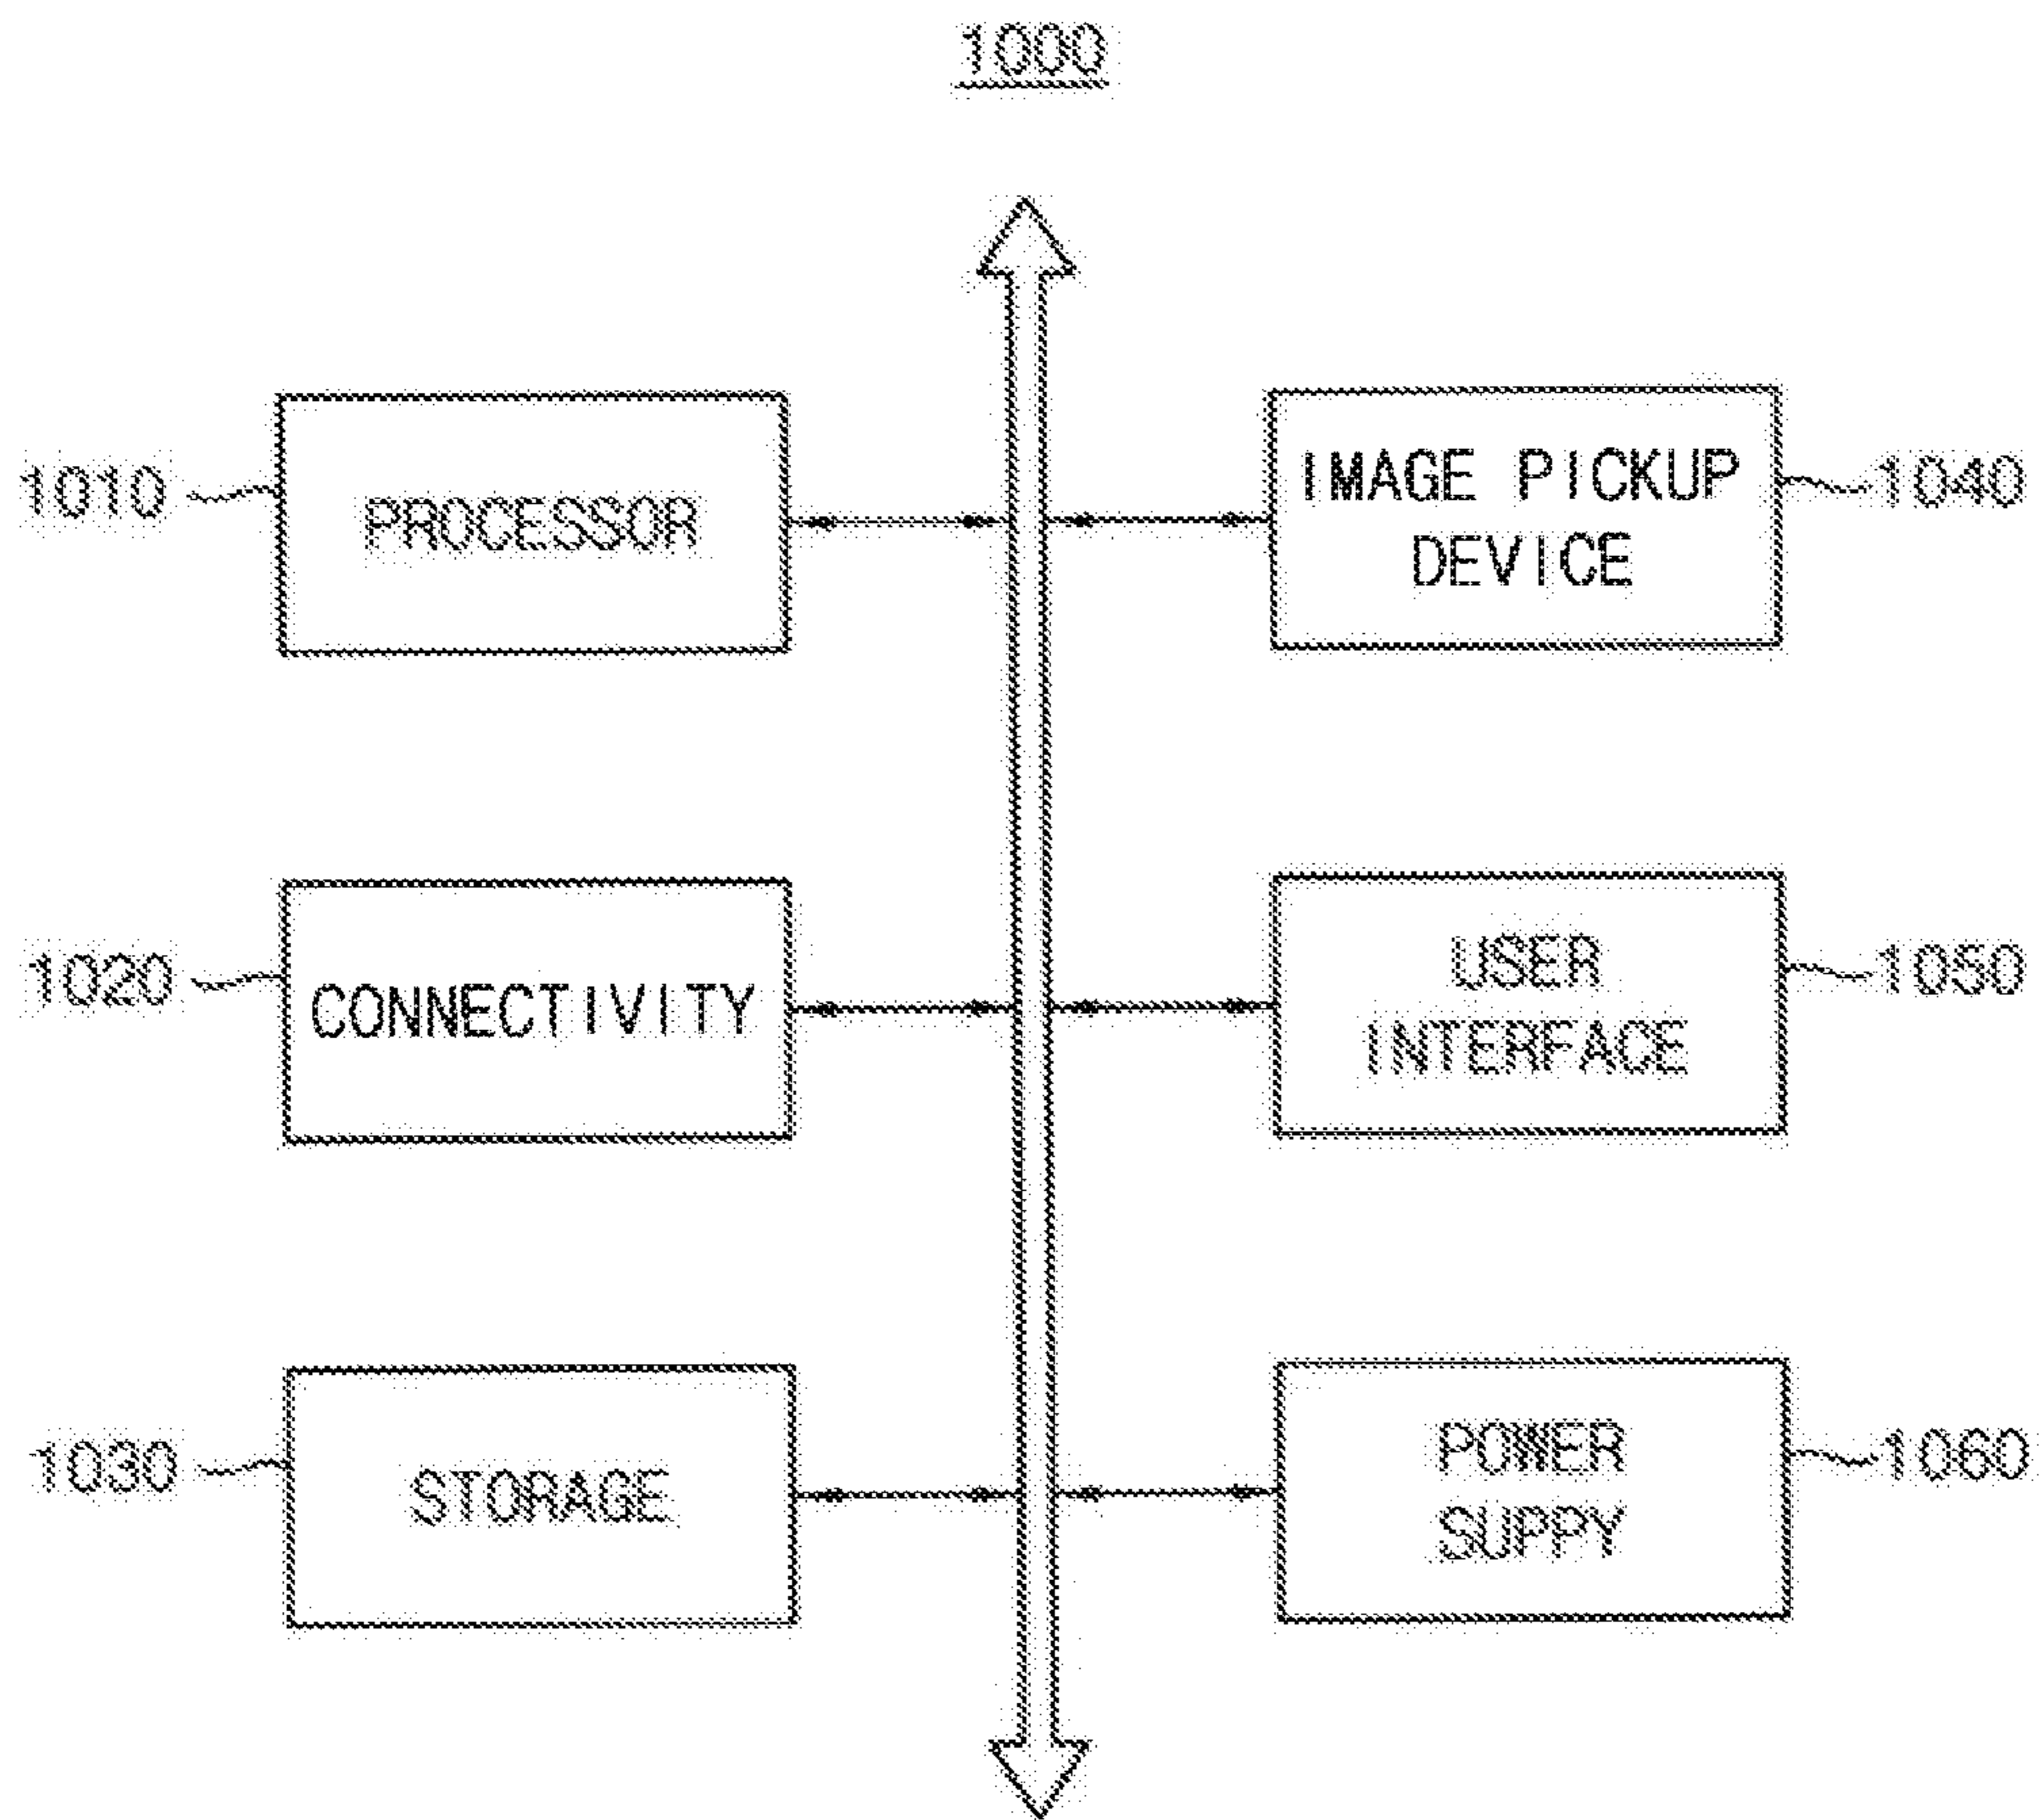 1000
1010
PROCESSOR
IMAGE PICKUP
DEVICE
1040
1020
CONNECTIVITY
USER
INTERFACE
1050
1030
STORAGE
POWER
SUPPY
1060